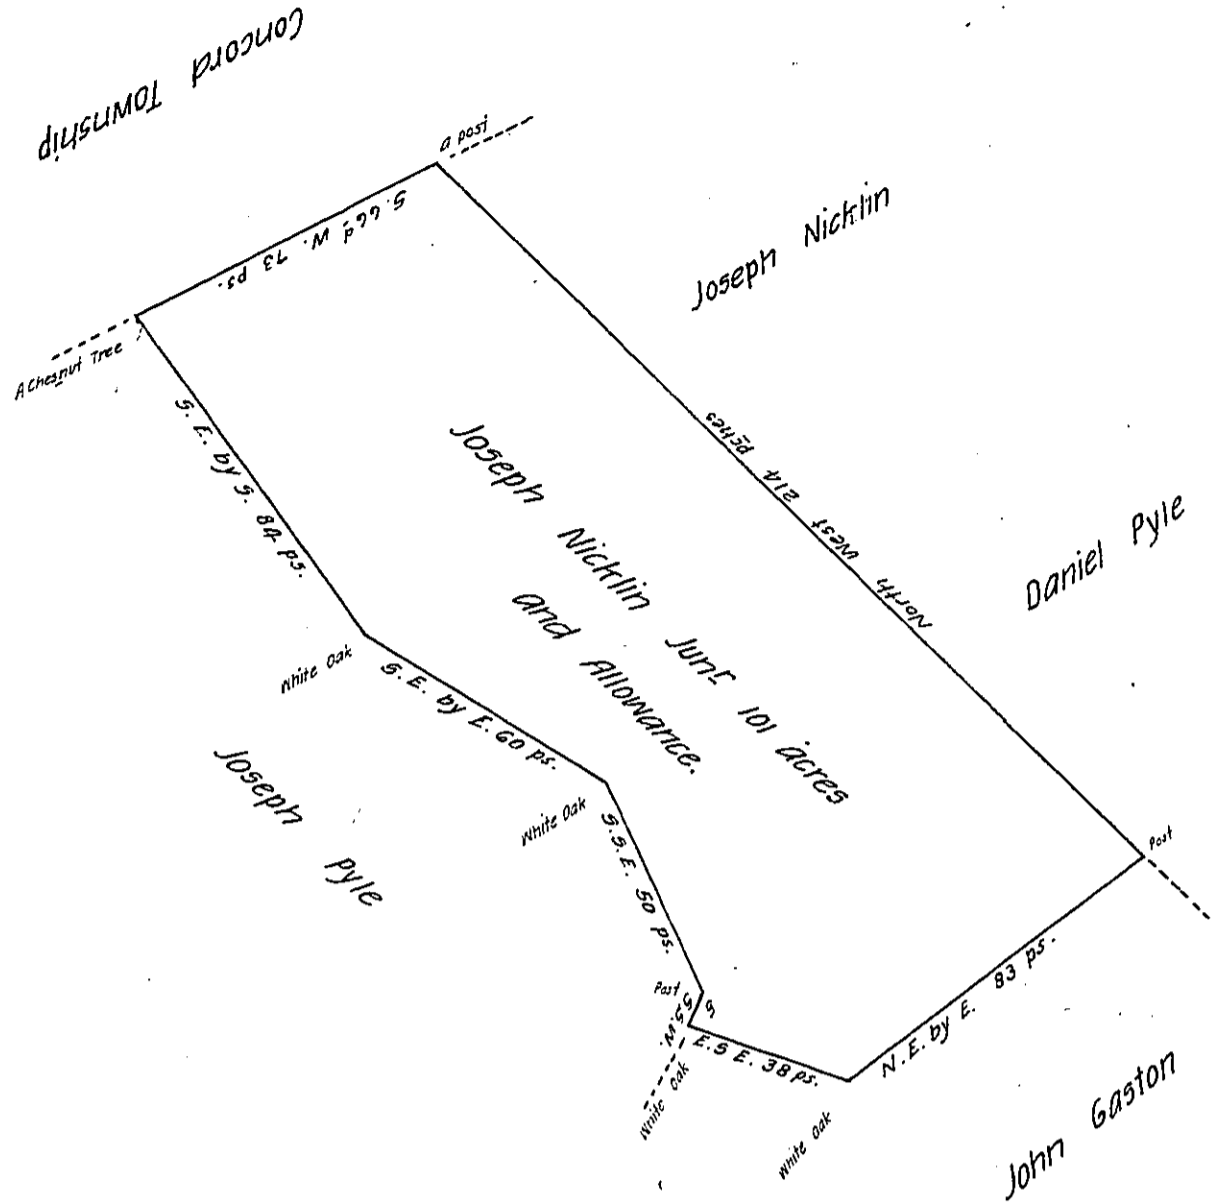 Concord Township
a post
S. 66d W. 73 ps.
Joseph Nicklin
A Chesnut Tree
S. E. by S. 84 ps.
North West 214 pches
Joseph Nicklin Junr 101 acres
and Allowance.
Daniel Pyle
White Oak
S. E. by E. 60 ps.
Joseph Pyle
White Oak
S. S. E. 50 ps.
Post
Post
S S.W. 9
White Oak
E. S E. 38 ps.
N. E. by E. 83 ps.
White Oak
John Gaston